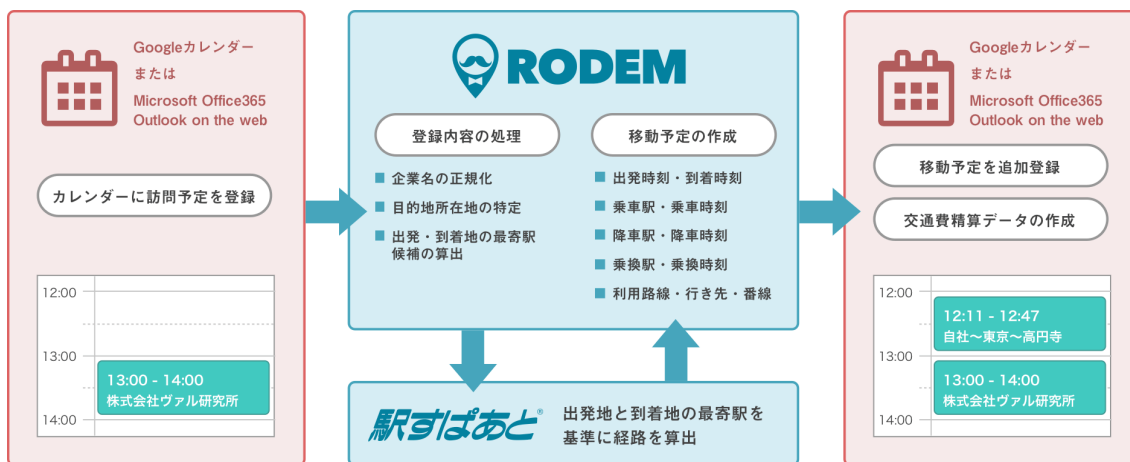 Googleカレンダー
または
Microsoft Office365
Outlook on the web
カレンダーに訪問予定を登録
12:00
13:00
13:00 - 14:00
株式会社ヴァル研究所
14:00
RODEM
登録内容の処理
企業名の正規化
目的地所在地の特定
出発・到着地の最寄駅
候補の算出
移動予定の作成
出発時刻・到着時刻
乗車駅・乗車時刻
降車駅・降車時刻
乗換駅・乗換時刻
利用路線・行き先・番線
駅すぱあと®
出発地と到着地の最寄駅を
基準に経路を算出
Googleカレンダー
または
Microsoft Office365
Outlook on the web
移動予定を追加登録
交通費精算データの作成
12:00
12:11 - 12:47
自社〜東京〜高円寺
13:00
13:00 - 14:00
株式会社ヴァル研究所
14:00